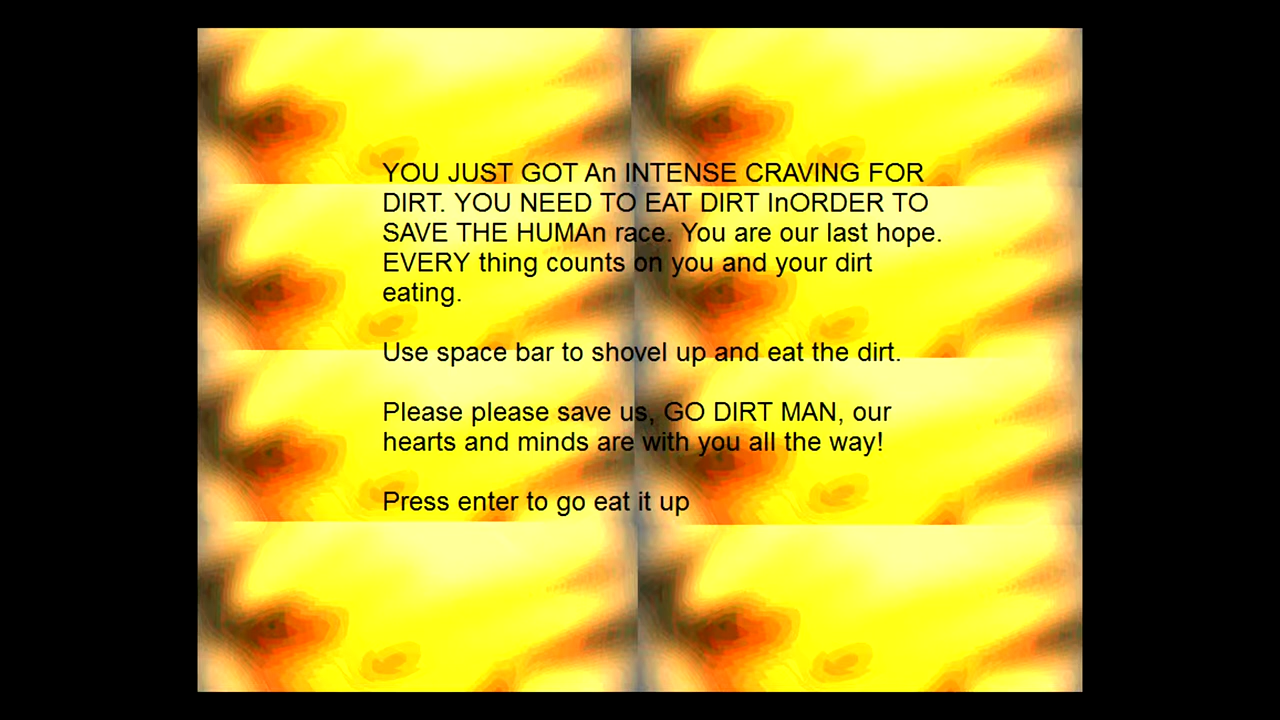 YOU JUST GOT An INTENSE CRAVING FOR
DIRT. YOU NEED TO EAT DIRT InORDER TO
SAVE THE HUMAn race. You are our last hope.
EVERY thing counts on you and your dirt
eating.
Use space bar to shovel up and eat the dirt.
Please please save us, GO DIRT MAN, our
hearts and minds are with you all the way!
Press enter to go eat it up